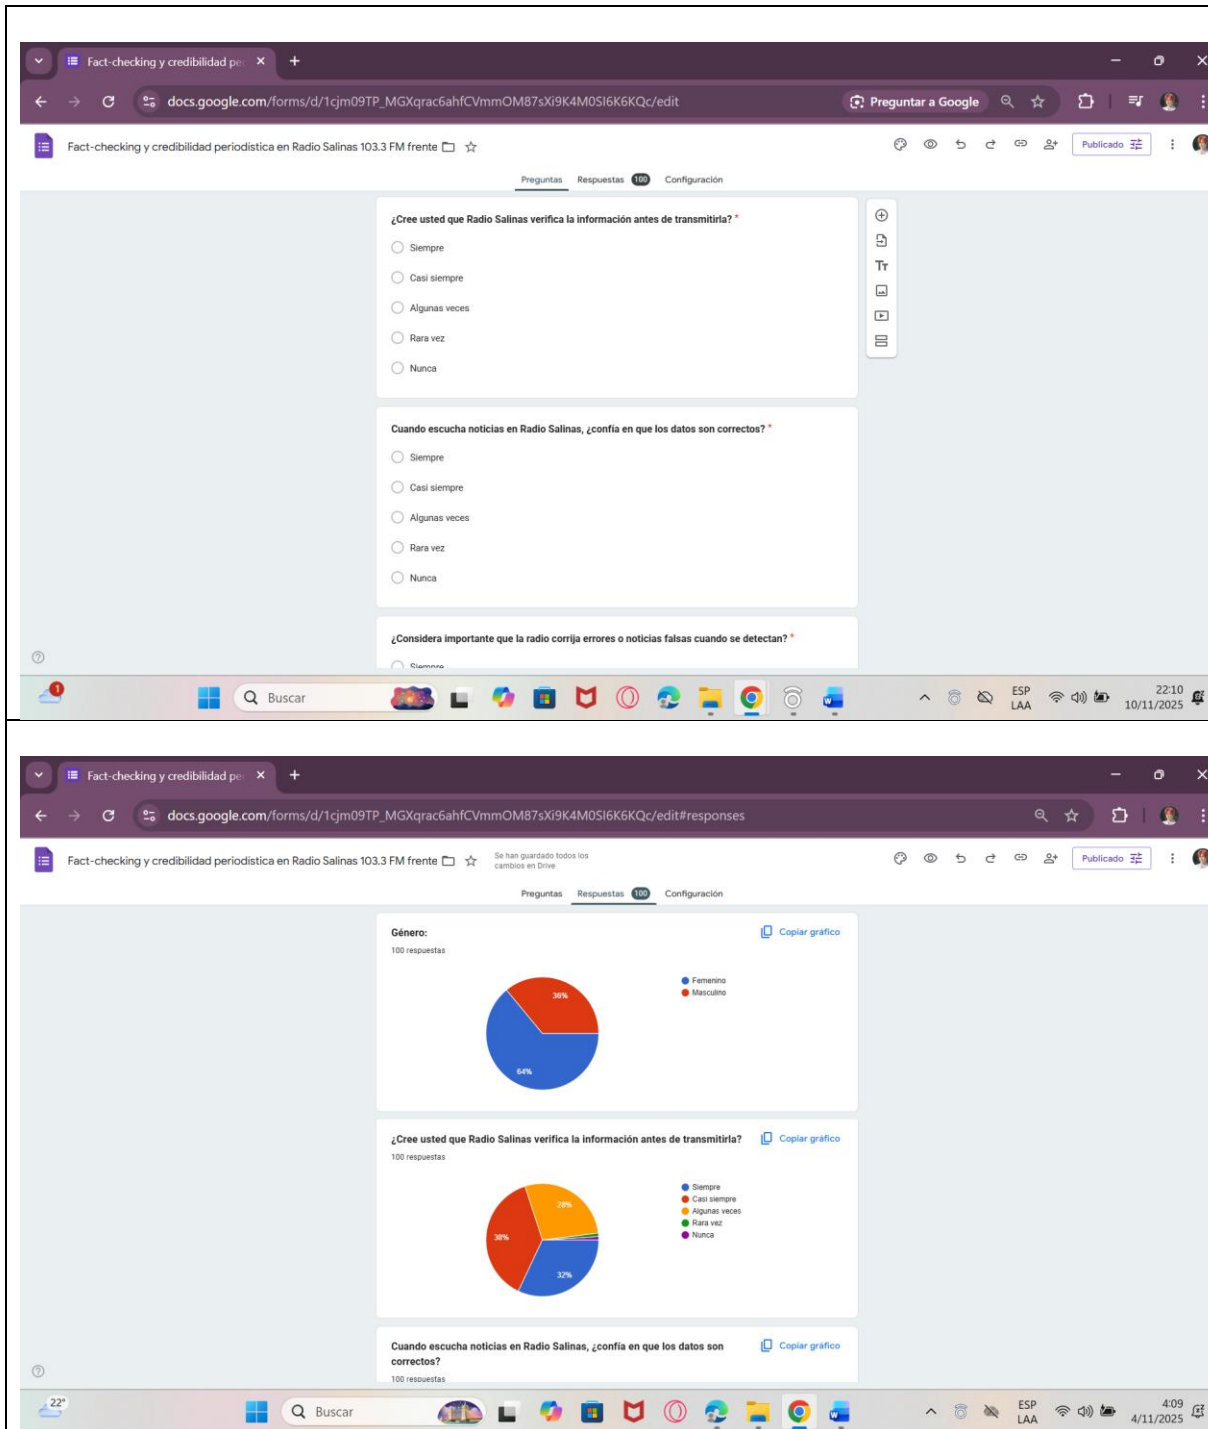 Fact-checking y credibilidad pe
docs.google.com/forms/d/1cjm09TP_MGXqrac6ahfCVmmOM87sXi9K4M0SI6K6KQc/edit
Preguntar a Google
Fact-checking y credibilidad periodística en Radio Salinas 103.3 FM frente
Publicado
Preguntas Respuestas 100 Configuración
¿Cree usted que Radio Salinas verifica la información antes de transmitirla? *
Siempre
Casi siempre
Algunas veces
Rara vez
Nunca
Cuando escucha noticias en Radio Salinas, ¿confía en que los datos son correctos? *
Siempre
Casi siempre
Algunas veces
Rara vez
Nunca
¿Considera importante que la radio corrija errores o noticias falsas cuando se detectan? *
Siempre
1
Buscar
ESP
LAA
22:10
10/11/2025
Fact-checking y credibilidad pe
docs.google.com/forms/d/1cjm09TP_MGXqrac6ahfCVmmOM87sXi9K4M0SI6K6KQc/edit#responses
Fact-checking y credibilidad periodística en Radio Salinas 103.3 FM frente
Se han guardado todos los
cambios en Drive
Publicado
Preguntas Respuestas 100 Configuración
Género:
Copiar gráfico
100 respuestas
Femenino
Masculino
36%
64%
¿Cree usted que Radio Salinas verifica la información antes de transmitirla?
Copiar gráfico
100 respuestas
Siempre
Casi siempre
Algunas veces
Rara vez
Nunca
28%
38%
32%
Cuando escucha noticias en Radio Salinas, ¿confía en que los datos son
correctos?
Copiar gráfico
100 respuestas
22°
Buscar
ESP
LAA
4:09
4/11/2025